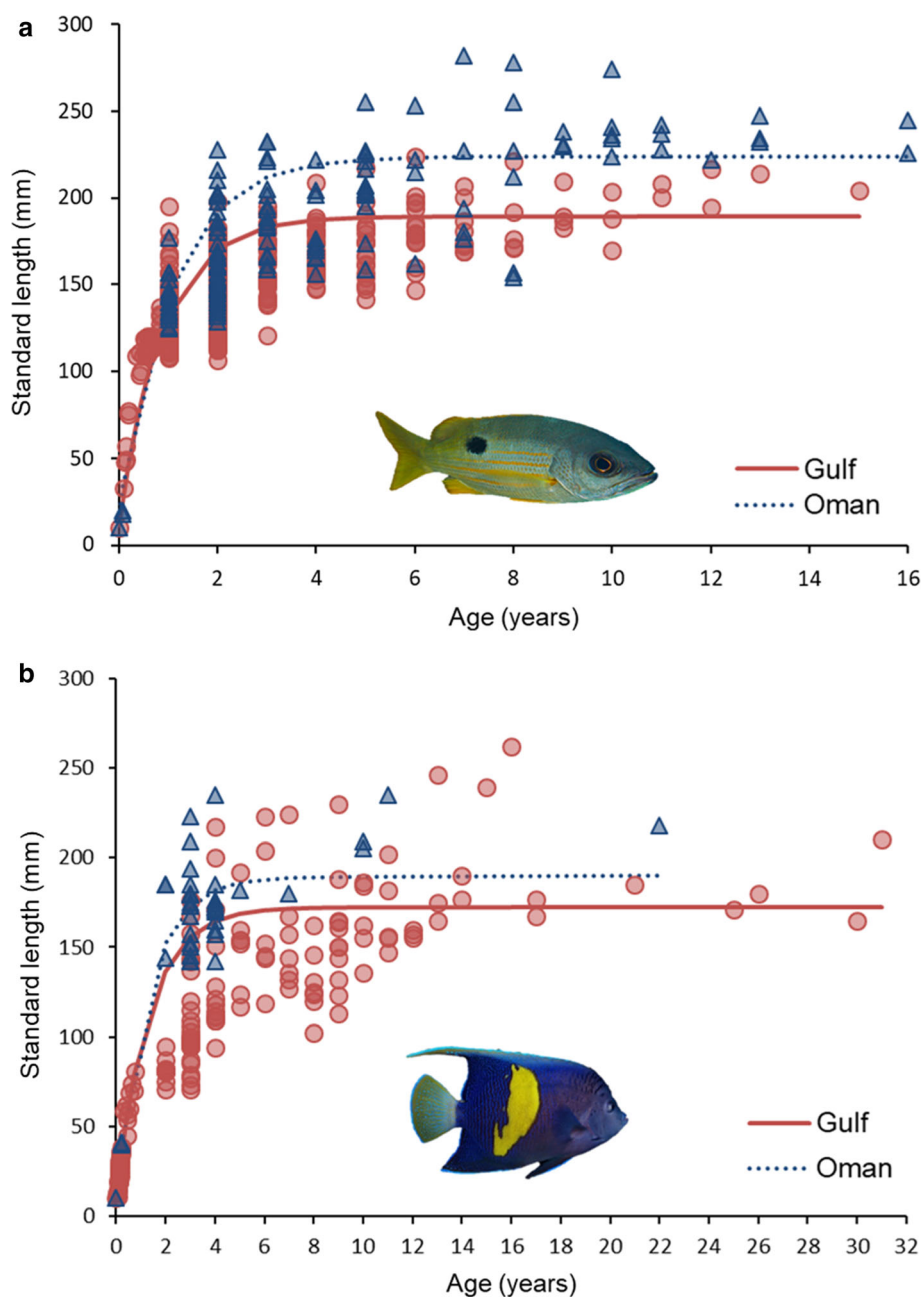 a
300
250
200
150
100
50
0
Standard length (mm)
Gulf
Oman
0 2 4 6 8 10 12 14 16
Age (years)
b
300
250
200
150
100
50
0
Standard length (mm)
Gulf
Oman
0 2 4 6 8 10 12 14 16 18 20 22 24 26 28 30 32
Age (years)